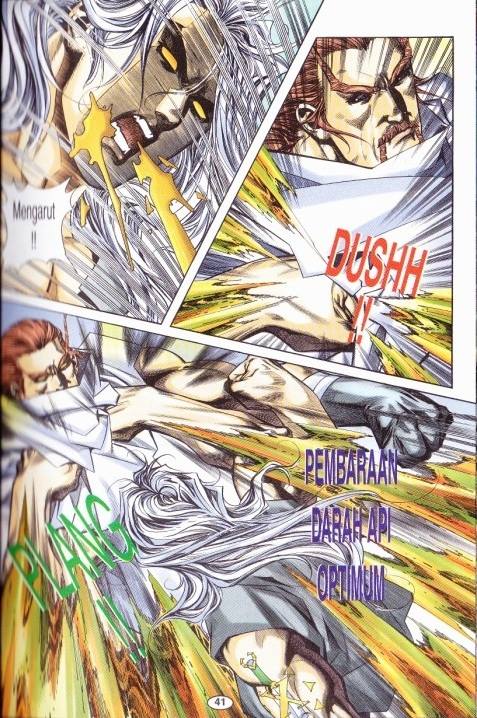 Mengarut
!!
DUSHH
!!
PLANG
!!
PEMBARAAN
DARAH API
OPTIMUM
41